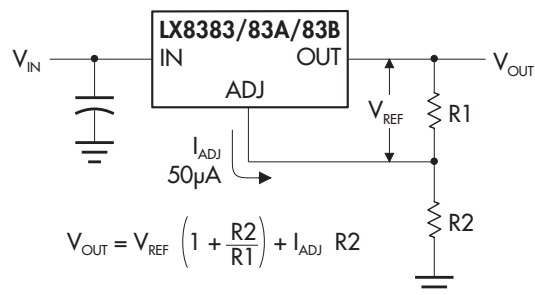 LX8383/83A/83B
V_IN IN OUT V_OUT
ADJ
V_REF R1
I_ADJ
50µA
R2
V_OUT = V_REF (1 + R2/R1) + I_ADJ R2